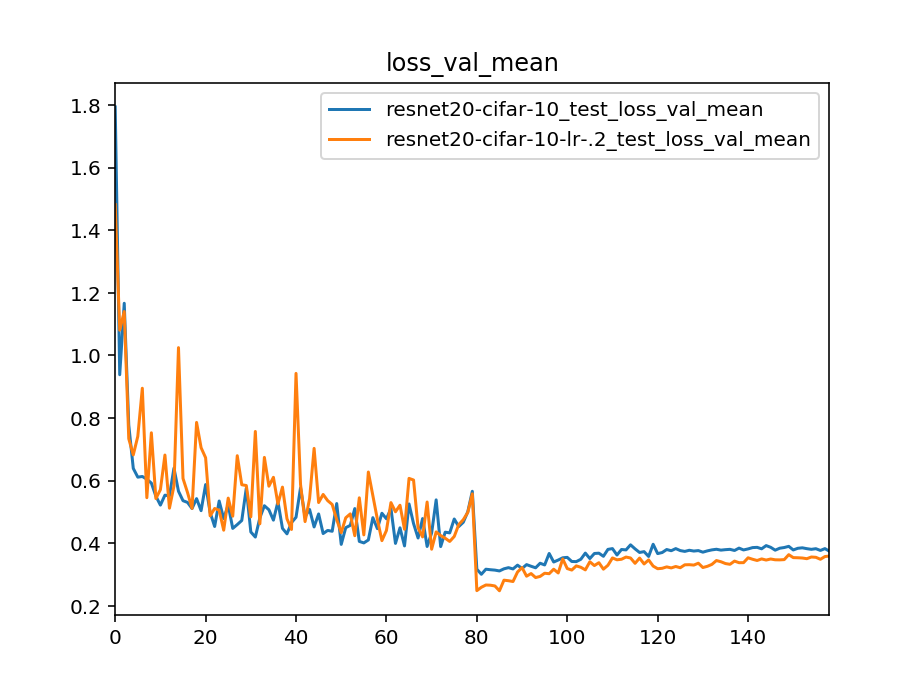 loss_val_mean
resnet20-cifar-10_test_loss_val_mean
resnet20-cifar-10-lr-.2_test_loss_val_mean
1.8
1.6
1.4
1.2
1.0
0.8
0.6
0.4
0.2
0 20 40 60 80 100 120 140